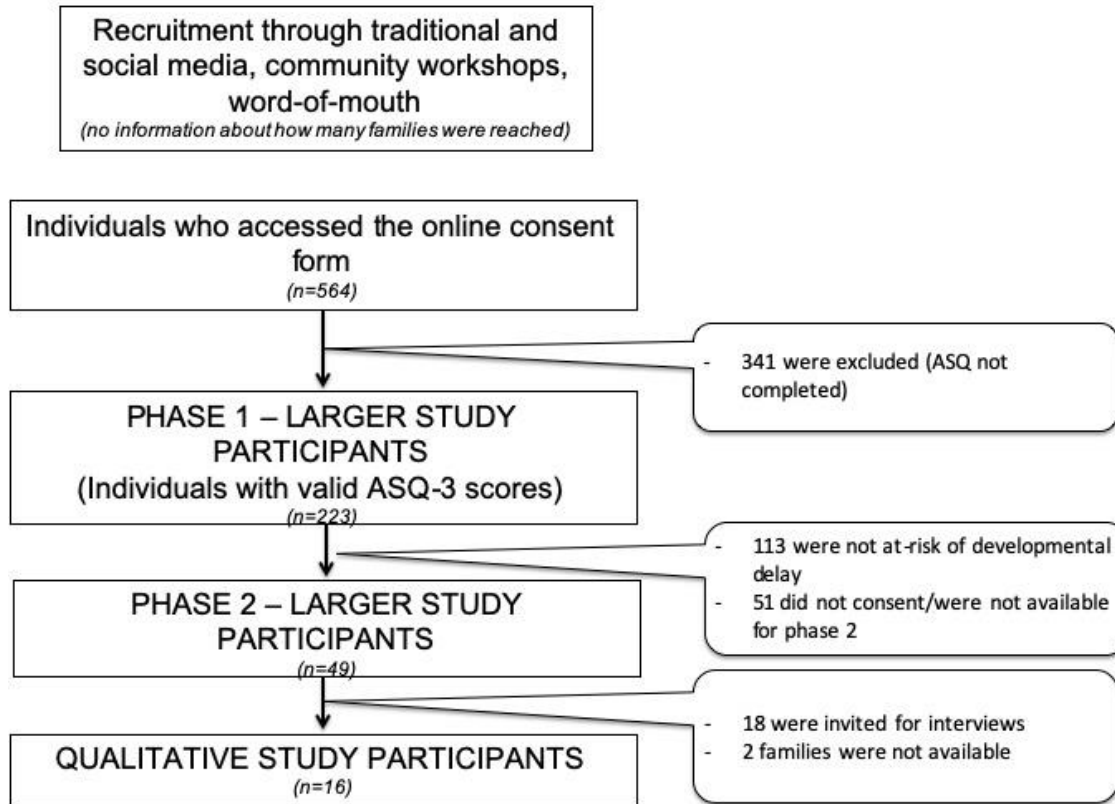 Recruitment through traditional and
social media, community workshops,
word-of-mouth
(no information about how many families were reached)
Individuals who accessed the online consent
form
(n=564)
- 341 were excluded (ASQ not
completed)
PHASE 1 – LARGER STUDY
PARTICIPANTS
(Individuals with valid ASQ-3 scores)
(n=223)
- 113 were not at-risk of developmental
delay
- 51 did not consent/were not available
for phase 2
PHASE 2 – LARGER STUDY
PARTICIPANTS
(n=49)
- 18 were invited for interviews
- 2 families were not available
QUALITATIVE STUDY PARTICIPANTS
(n=16)